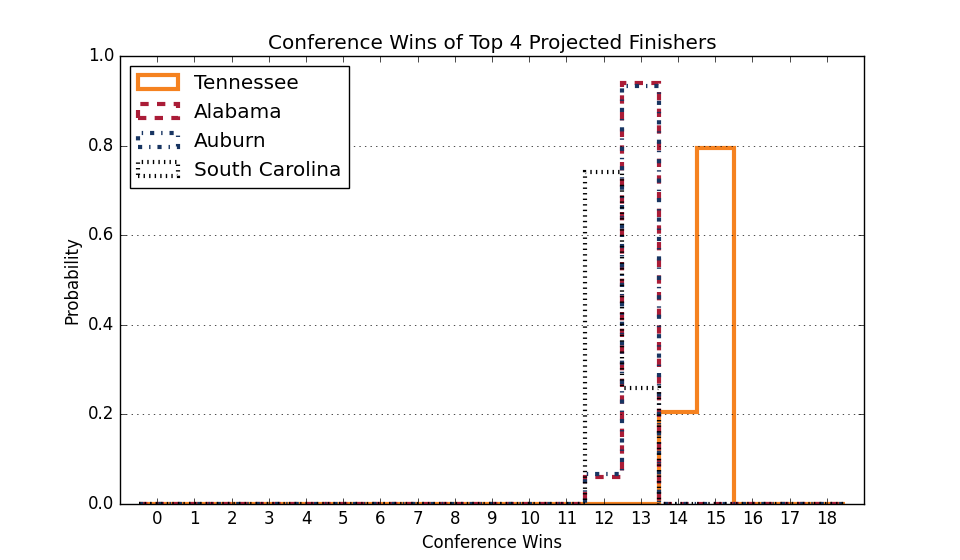 Conference Wins of Top 4 Projected Finishers
1.0
0.8
0.6
0.4
0.2
0.0
Probability
Tennessee
Alabama
Auburn
South Carolina
0 1 2 3 4 5 6 7 8 9 10 11 12 13 14 15 16 17 18
Conference Wins